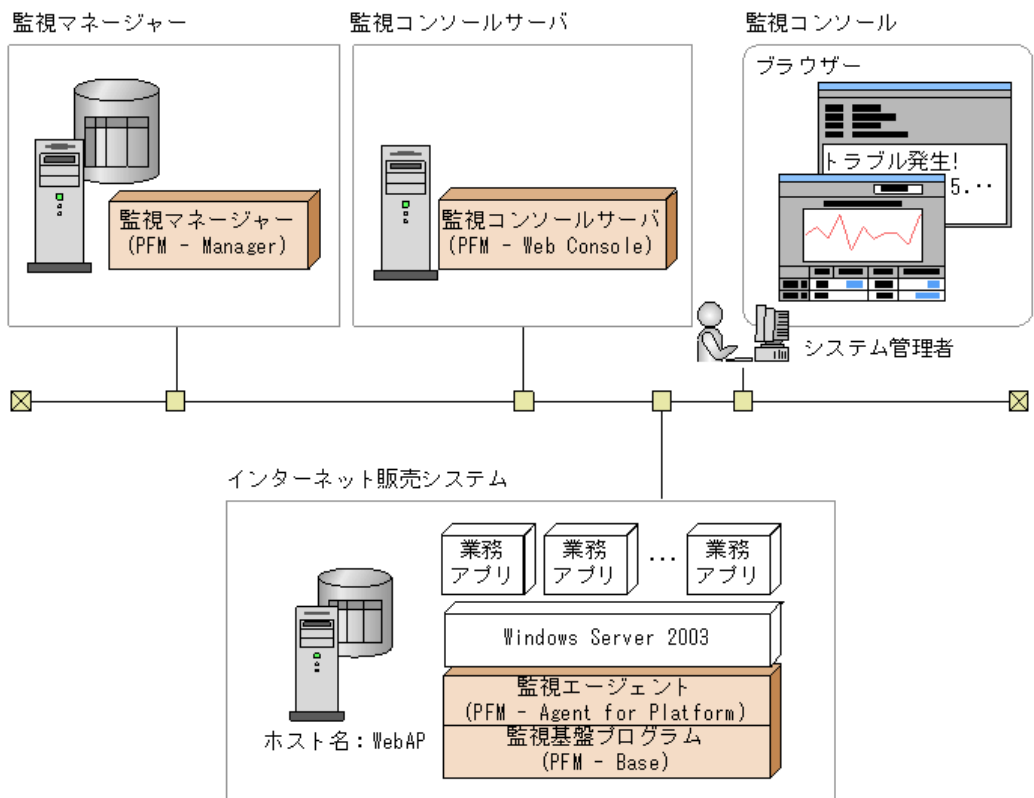 監視マネージャー
監視コンソールサーバ
監視コンソール
監視マネージャー
(PFM - Manager)
監視コンソールサーバ
(PFM - Web Console)
ブラウザー
トラブル発生!
5.··
システム管理者
インターネット販売システム
業務
アプリ
業務
アプリ
...
業務
アプリ
Windows Server 2003
監視エージェント
(PFM - Agent for Platform)
監視基盤プログラム
(PFM - Base)
ホスト名：WebAP